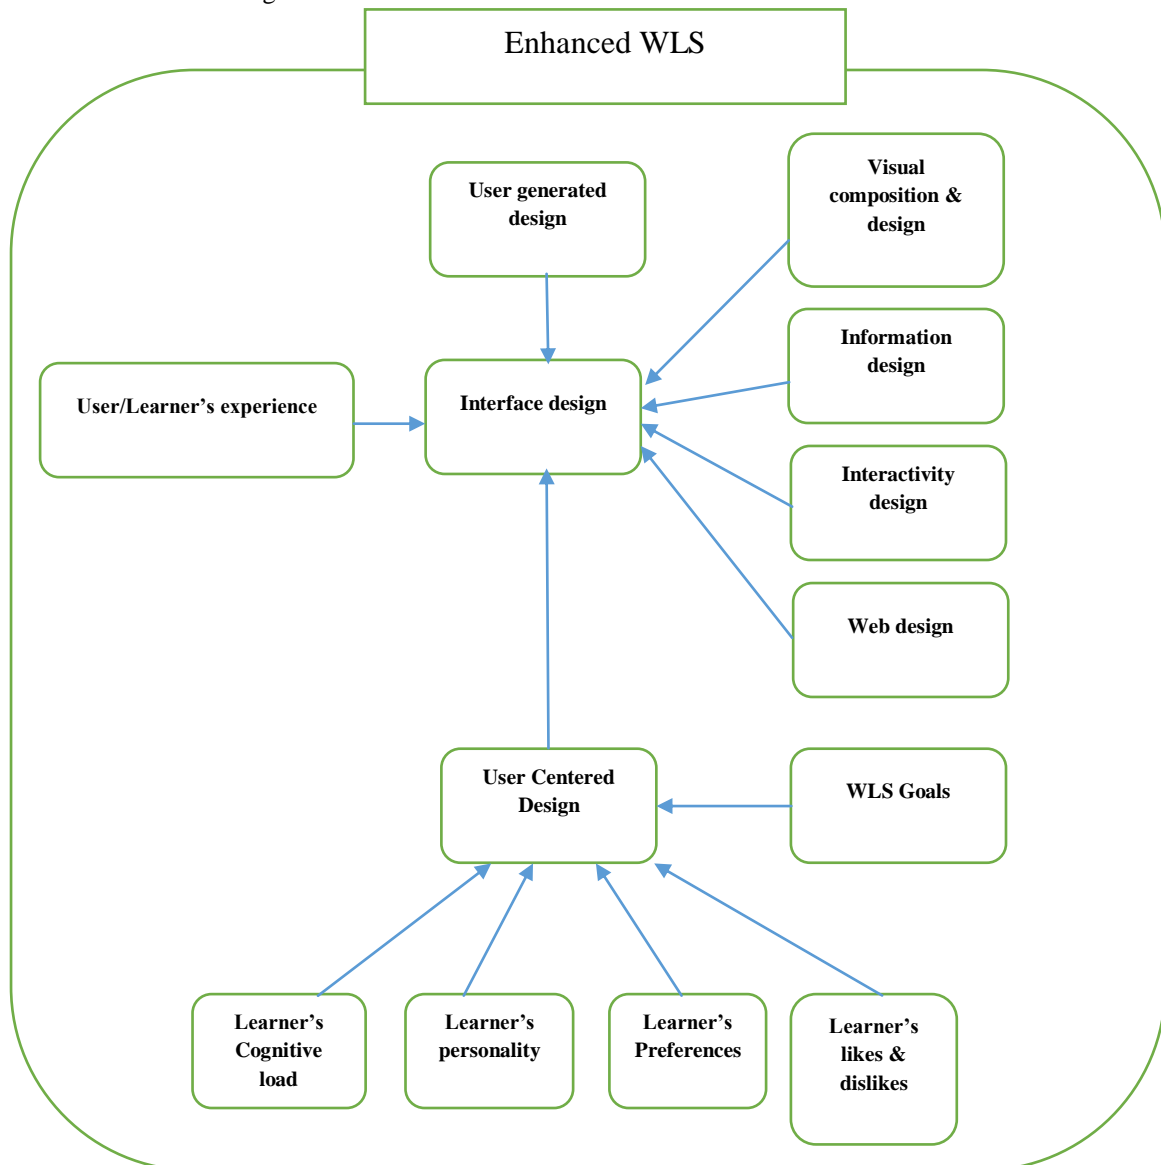 Enhanced WLS
User generated
design
Visual
composition &
design
Information
design
User/Learner’s experience
Interface design
Interactivity
design
Web design
User Centered
Design
WLS Goals
Learner’s
Cognitive
load
Learner’s
personality
Learner’s
Preferences
Learner’s
likes &
dislikes